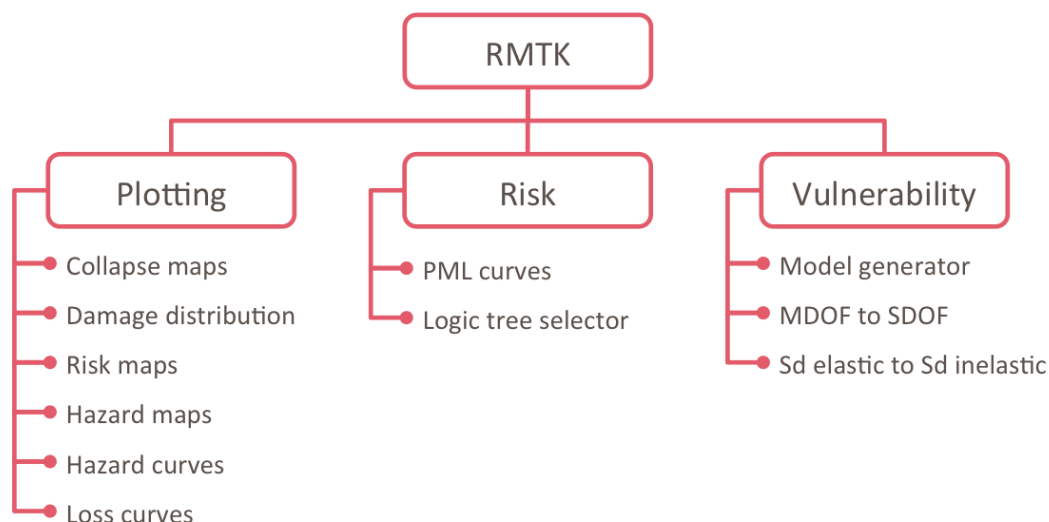 RMTK
Plotting
Collapse maps
Damage distribution
Risk maps
Hazard maps
Hazard curves
Loss curves
Risk
PML curves
Logic tree selector
Vulnerability
Model generator
MDOF to SDOF
Sd elastic to Sd inelastic